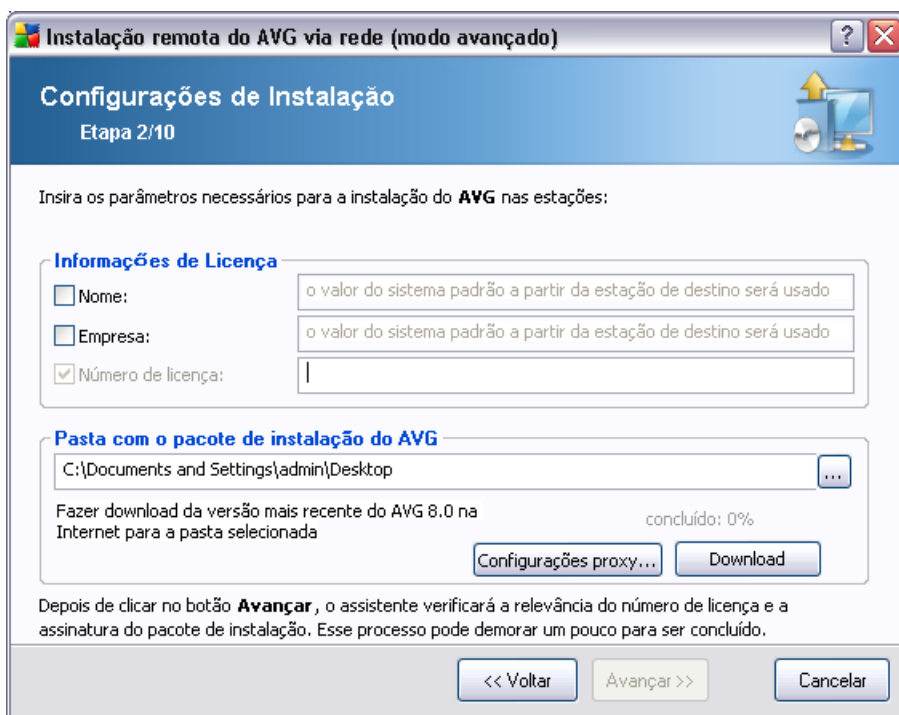 Instalação remota do AVG via rede (modo avançado)
Configurações de Instalação
Etapa 2/10
Insira os parâmetros necessários para a instalação do AVG nas estações:
Informações de Licença
Nome:
o valor do sistema padrão a partir da estação de destino será usado
Empresa:
o valor do sistema padrão a partir da estação de destino será usado
Número de licença:
Pasta com o pacote de instalação do AVG
C:\Documents and Settings\admin\Desktop
...
Fazer download da versão mais recente do AVG 8.0 na
Internet para a pasta selecionada
concluído: 0%
Configurações proxy...
Download
Depois de clicar no botão Avançar, o assistente verificará a relevância do número de licença e a
assinatura do pacote de instalação. Esse processo pode demorar um pouco para ser concluído.
<< Voltar
Avançar >>
Cancelar